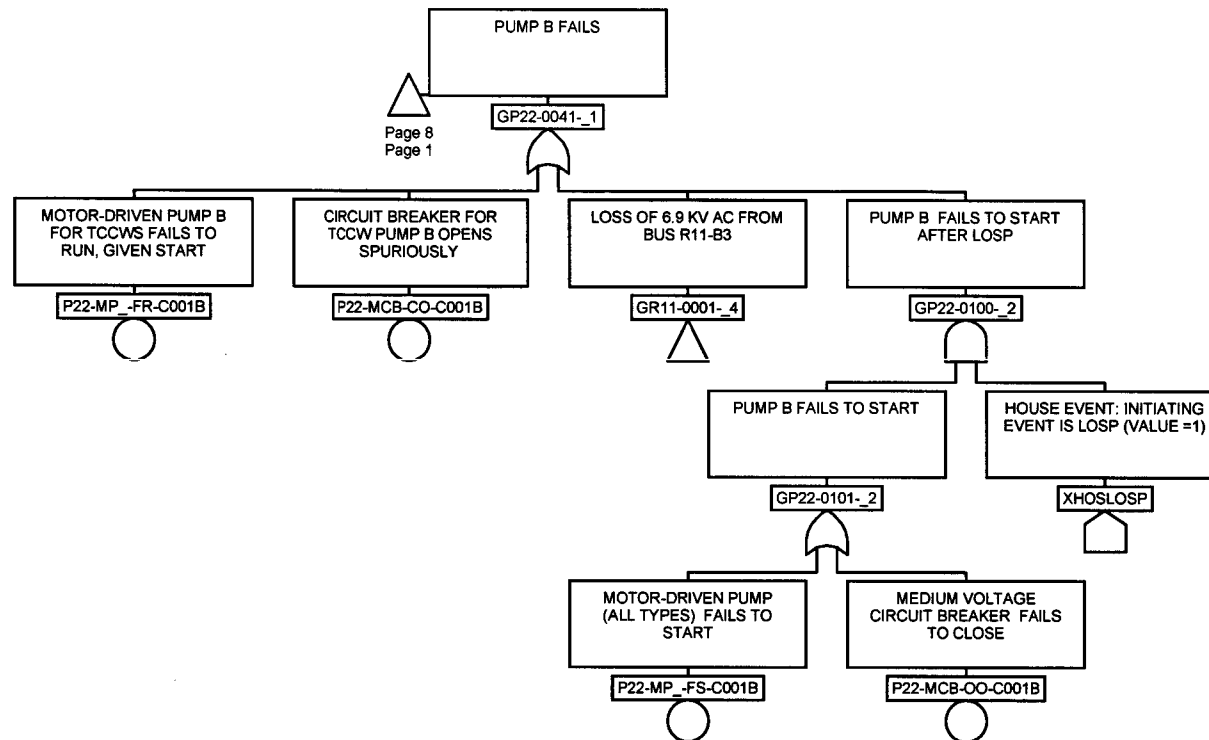 PUMP B FAILS
Page 8
Page 1
GP22-0041-_1
MOTOR-DRIVEN PUMP B
FOR TCCWS FAILS TO
RUN, GIVEN START
P22-MP_-FR-C001B
CIRCUIT BREAKER FOR
TCCW PUMP B OPENS
SPURIOUSLY
P22-MCB-CO-C001B
LOSS OF 6.9 KV AC FROM
BUS R11-B3
GR11-0001-_4
PUMP B FAILS TO START
AFTER LOSP
GP22-0100-_2
PUMP B FAILS TO START
GP22-0101-_2
HOUSE EVENT: INITIATING
EVENT IS LOSP (VALUE =1)
XHOSLOSP
MOTOR-DRIVEN PUMP
(ALL TYPES) FAILS TO
START
P22-MP_-FS-C001B
MEDIUM VOLTAGE
CIRCUIT BREAKER FAILS
TO CLOSE
P22-MCB-OO-C001B